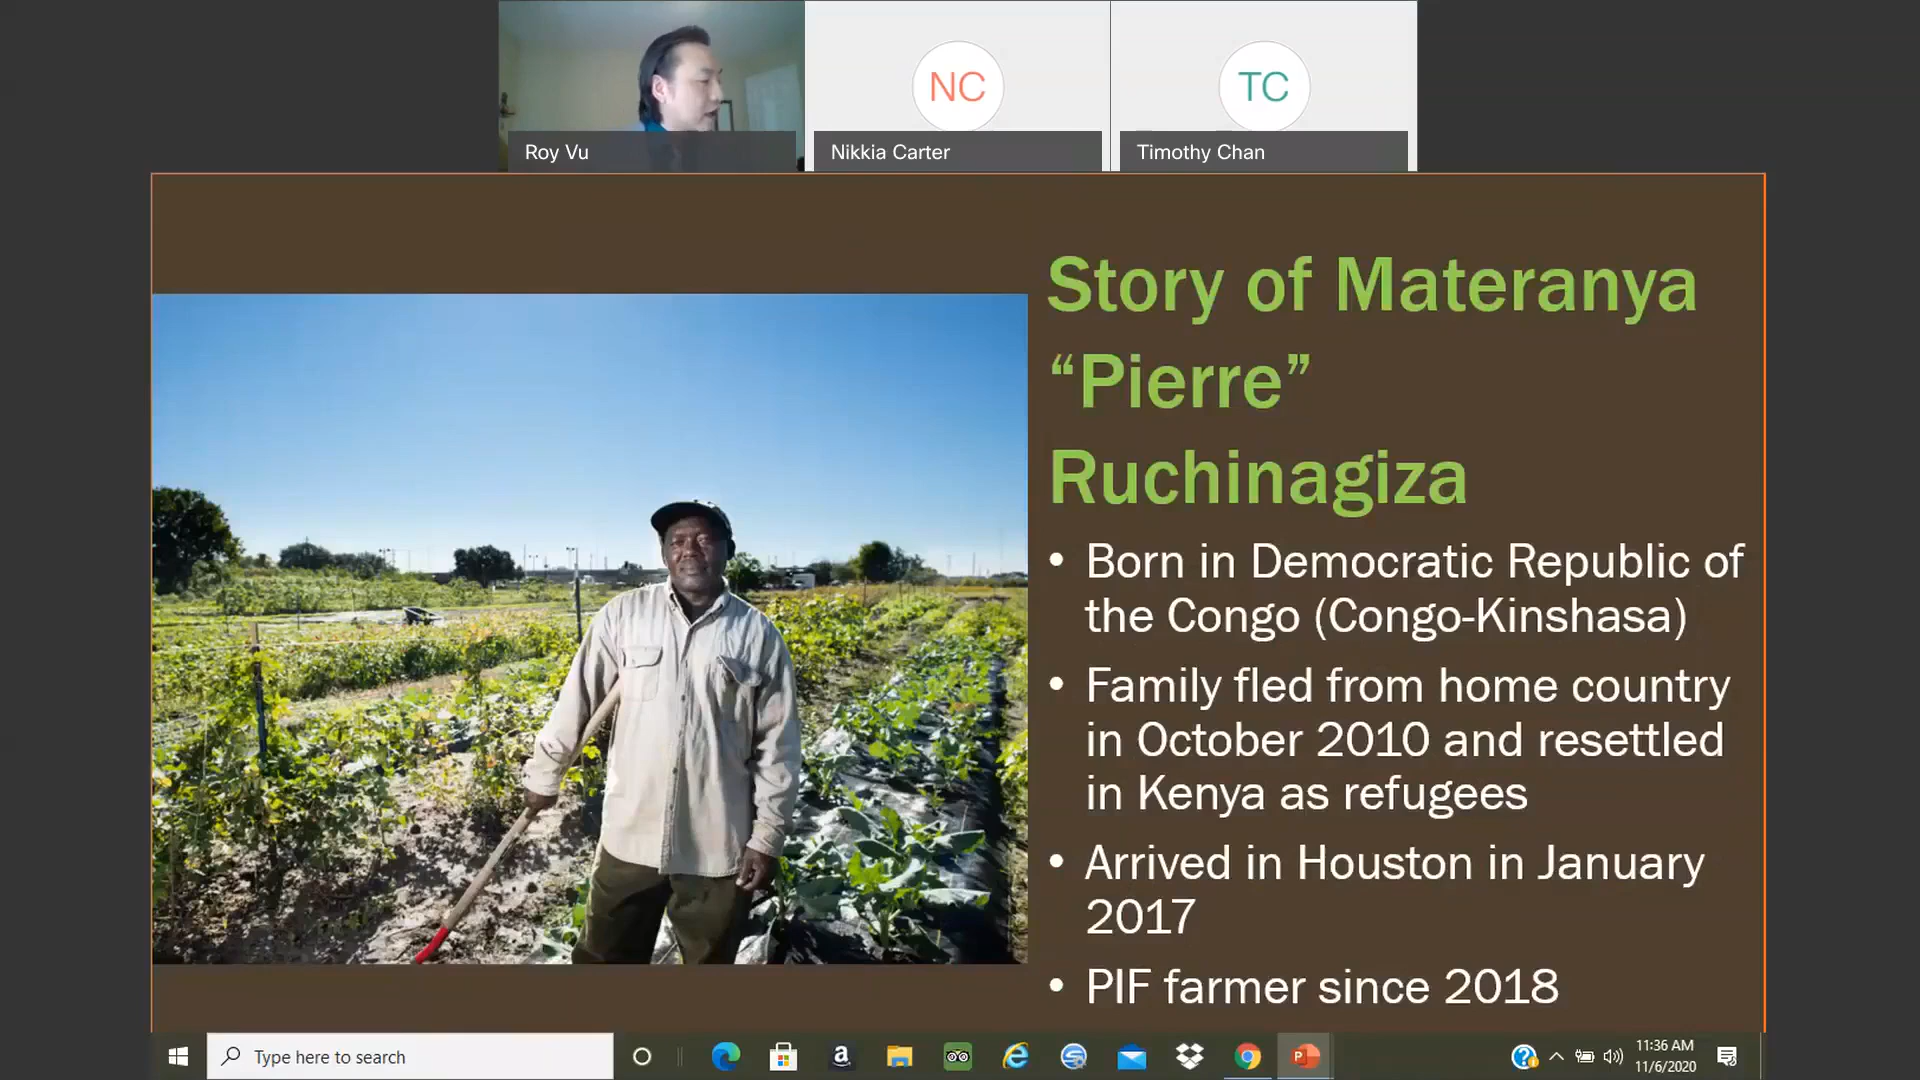 NC
TC
Roy Vu
Nikkia Carter
Timothy Chan
Story of Materanya
“Pierre”
Ruchinagiza
• Born in Democratic Republic of
the Congo (Congo-Kinshasa)
• Family fled from home country
in October 2010 and resettled
in Kenya as refugees
• Arrived in Houston in January
2017
• PIF farmer since 2018
Type here to search
11:36 AM
11/6/2020